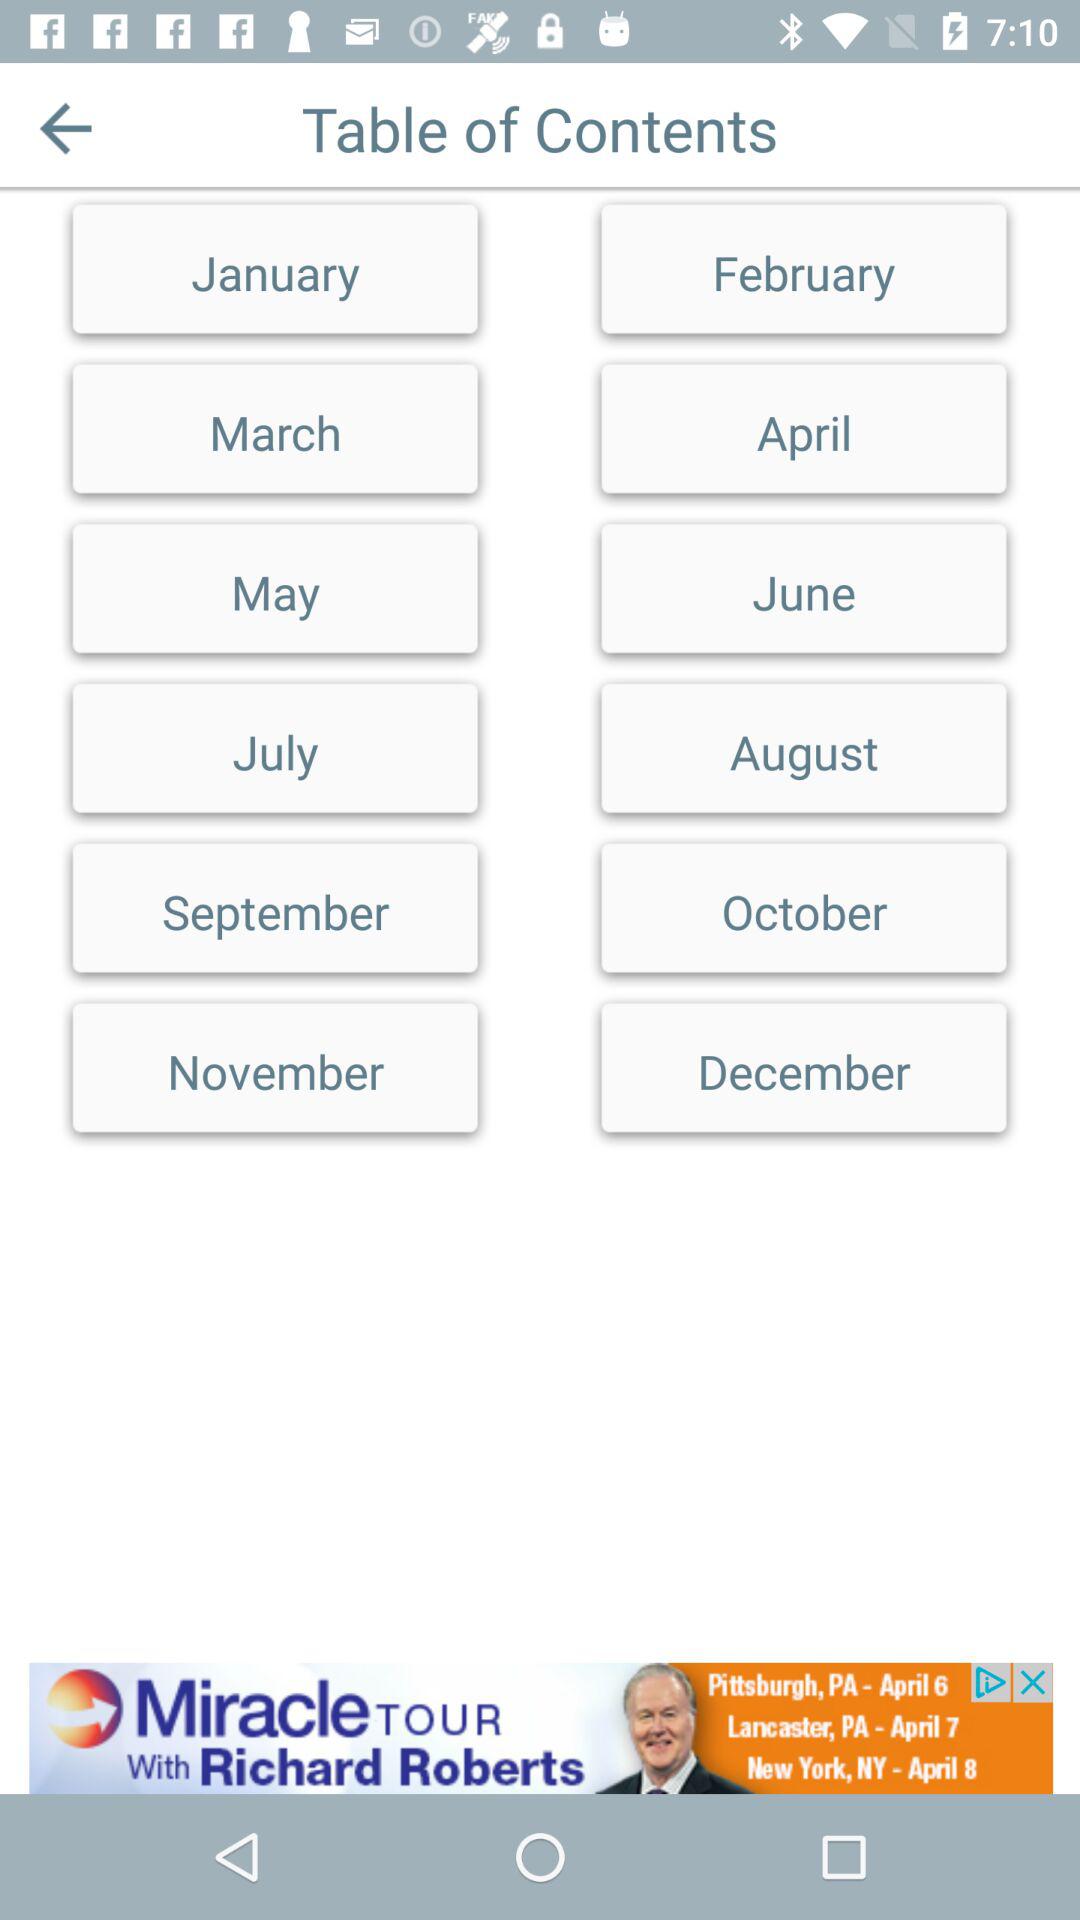 FAKE
7:10
Table of Contents
January
February
March
April
May
June
July
August
September
October
November
December
Miracle TOUR
With Richard Roberts
Pittsburgh, PA - April 6
Lancaster, PA - April 7
New York, NY - April 8